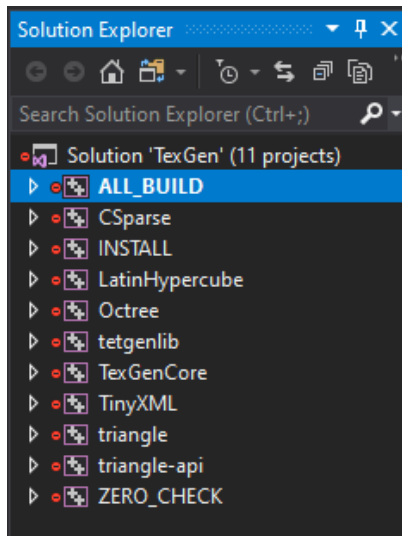 Solution Explorer
Search Solution Explorer (Ctrl+;)
Solution 'TexGen' (11 projects)
ALL_BUILD
CSparse
INSTALL
LatinHypercube
Octree
tetgenlib
TexGenCore
TinyXML
triangle
triangle-api
ZERO_CHECK